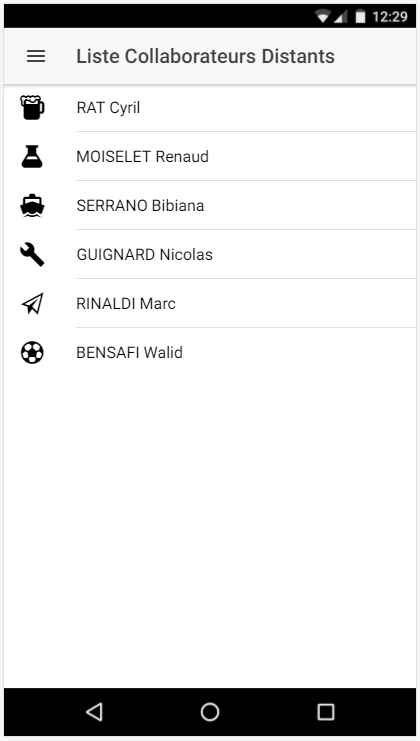 12:29
Liste Collaborateurs Distants
RAT Cyril
MOISELET Renaud
SERRANO Bibiana
GUIGNARD Nicolas
RINALDI Marc
BENSAFI Walid